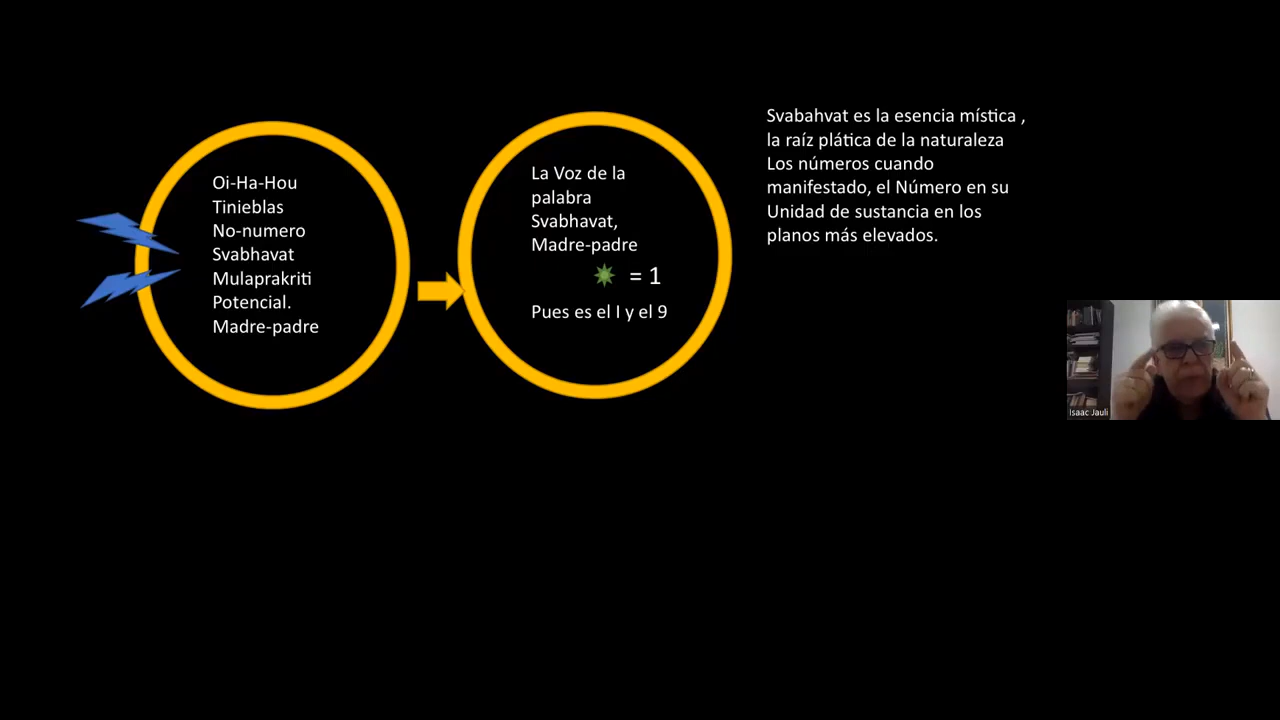 Oi-Ha-Hou
Tinieblas
No-numero
Svabhavat
Mulaprakriti
Potencial.
Madre-padre
La Voz de la
palabra
Svabhavat,
Madre-padre
= 1
Pues es el I y el 9
Svabahvat es la esencia mística ,
la raíz plática de la naturaleza
Los números cuando
manifestado, el Número en su
Unidad de sustancia en los
planos más elevados.
Isaac Jauli